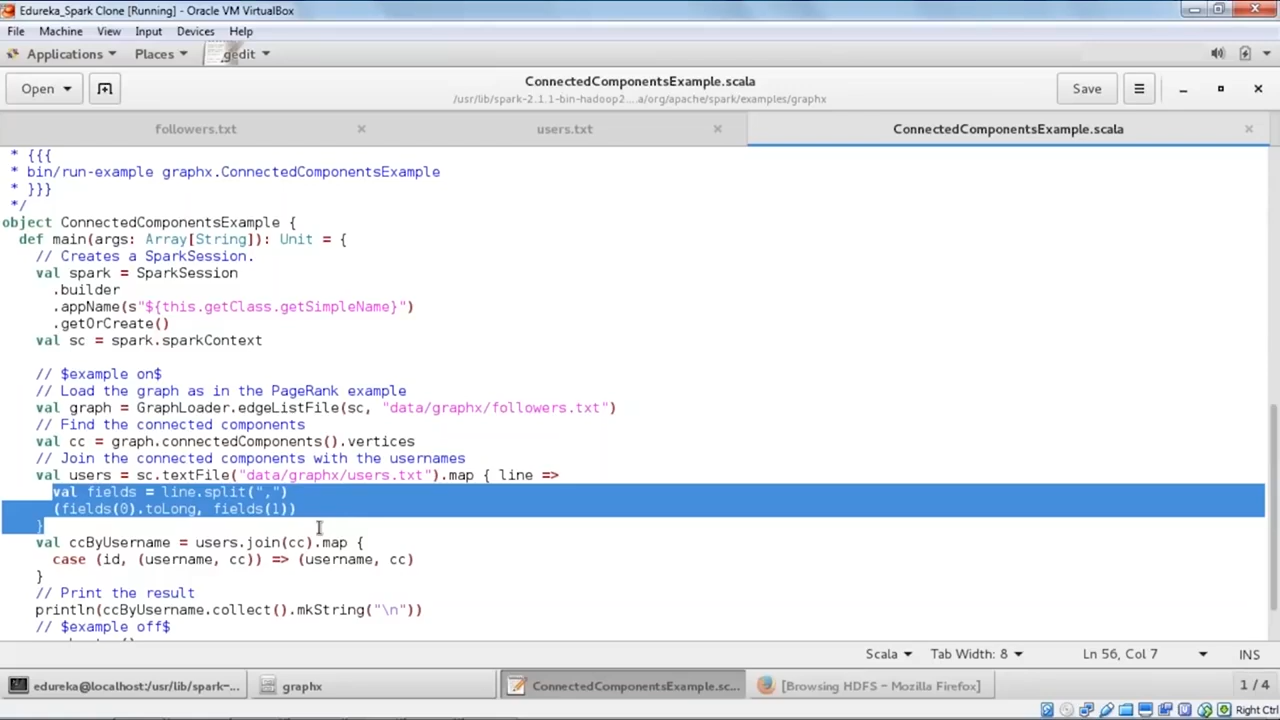 Edureka_Spark Clone [Running] - Oracle VM VirtualBox
File Machine View Input Devices Help
Applications Places gedit
Open ConnectedComponentsExample.scala Save
/usr/lib/spark-2.1.1-bin-hadoop2...a/org/apache/spark/examples/graphx
followers.txt users.txt ConnectedComponentsExample.scala
* {{{
* bin/run-example graphx.ConnectedComponentsExample
* }}}
*/
object ConnectedComponentsExample {
def main(args: Array[String]): Unit = {
// Creates a SparkSession.
val spark = SparkSession
.builder
.appName(s"${this.getClass.getSimpleName}")
.getOrCreate()
val sc = spark.sparkContext
// $example on$
// Load the graph as in the PageRank example
val graph = GraphLoader.edgeListFile(sc, "data/graphx/followers.txt")
// Find the connected components
val cc = graph.connectedComponents().vertices
// Join the connected components with the usernames
val users = sc.textFile("data/graphx/users.txt").map { line =>
val fields = line.split(",")
(fields(0).toLong, fields(1))
}
val ccByUsername = users.join(cc).map {
case (id, (username, cc)) => (username, cc)
}
// Print the result
println(ccByUsername.collect().mkString("\n"))
// $example off$
Scala Tab Width: 8 Ln 56, Col 7 INS
edureka@localhost:/usr/lib/spark-... graphx ConnectedComponentsExample.sc... [Browsing HDFS - Mozilla Firefox] 1 / 4
Right Ctrl